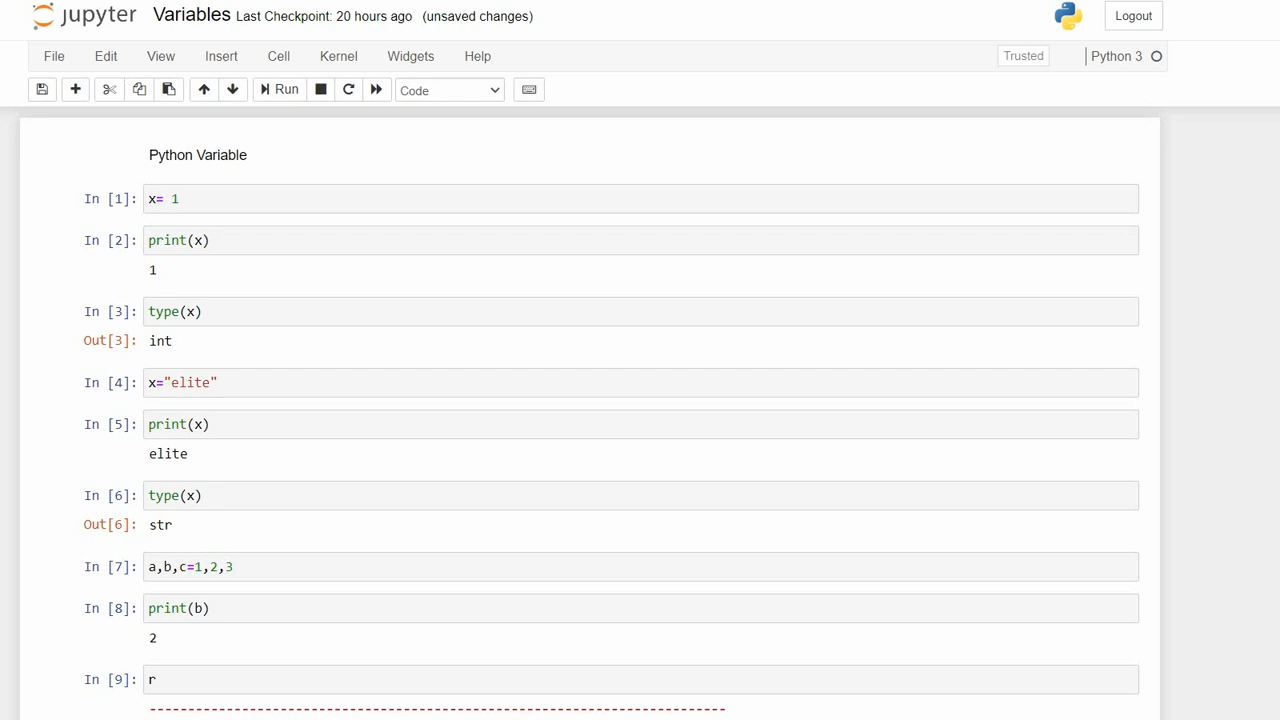 jupyter Variables Last Checkpoint: 20 hours ago (unsaved changes) Logout
File Edit View Insert Cell Kernel Widgets Help Trusted Python 3
Run Code
Python Variable
In [1]: x= 1
In [2]: print(x)
1
In [3]: type(x)
Out[3]: int
In [4]: x="elite"
In [5]: print(x)
elite
In [6]: type(x)
Out[6]: str
In [7]: a,b,c=1,2,3
In [8]: print(b)
2
In [9]: r
---------------------------------------------------------------------------